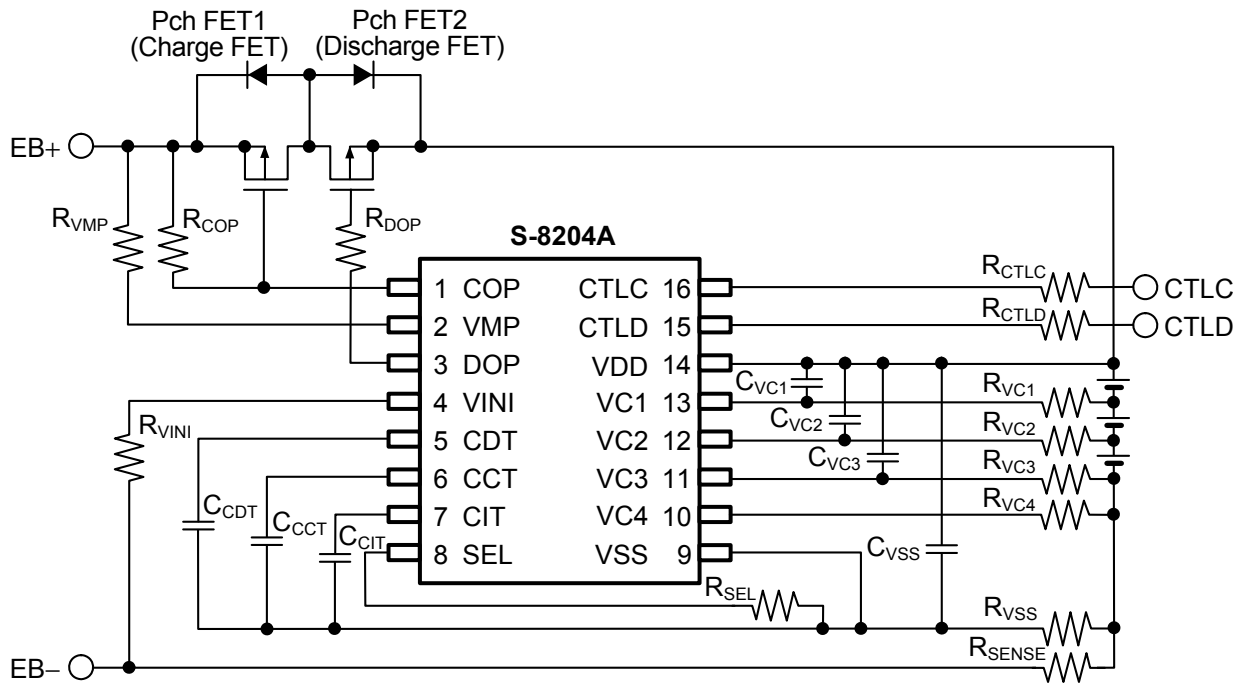 Pch FET1
(Charge FET)
Pch FET2
(Discharge FET)
EB+
RVMP
RCOP
RDOP
S-8204A
1 COP
2 VMP
3 DOP
4 VINI
5 CDT
6 CCT
7 CIT
8 SEL
CTLC 16
CTLD 15
VDD 14
VC1 13
VC2 12
VC3 11
VC4 10
VSS 9
RCTLC
CTLC
RCTLD
CTLD
CVC1
CVC2
CVC3
RVC1
RVC2
RVC3
RVC4
RVINI
CCDT
CCCT
CCIT
CVSS
RSEL
RVSS
RSENSE
EB−